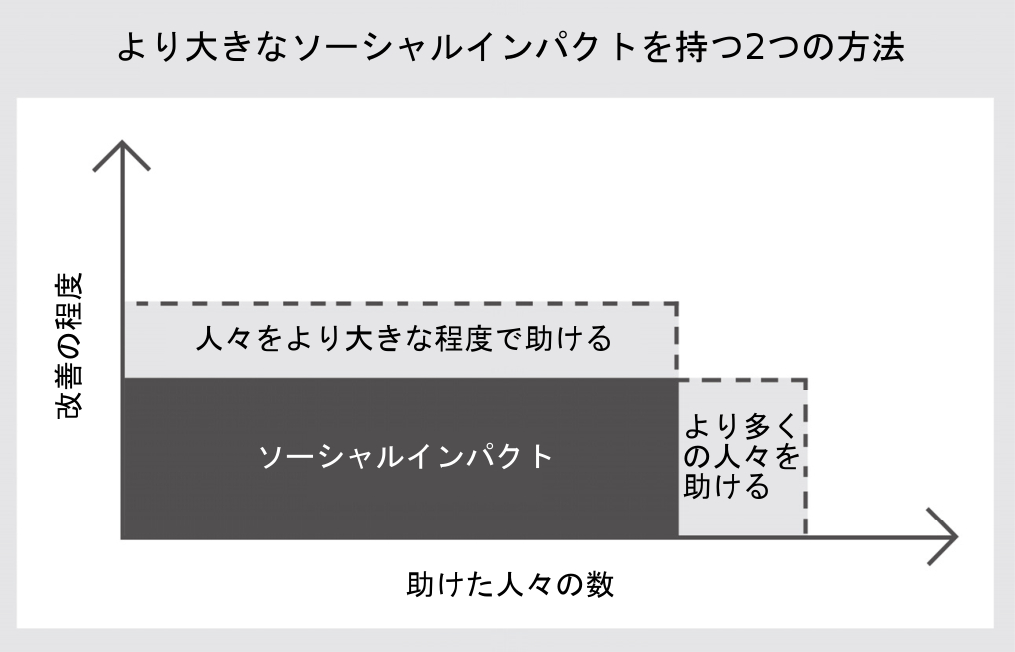 より大きなソーシャルインパクトを持つ2つの方法
改善の程度
人々をより大きな程度で助ける
ソーシャルインパクト
より多く
の人々を
助ける
助けた人々の数